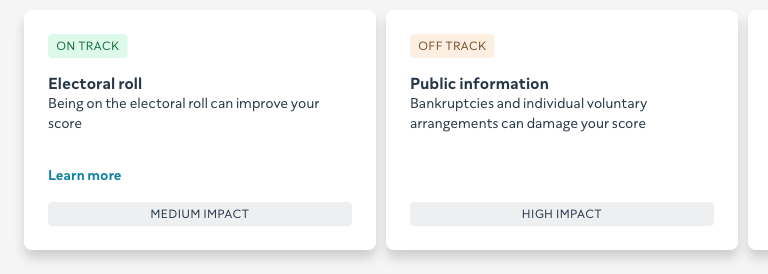 ON TRACK
Electoral roll
Being on the electoral roll can improve your
score
Learn more
MEDIUM IMPACT
OFF TRACK
Public information
Bankruptcies and individual voluntary
arrangements can damage your score
HIGH IMPACT